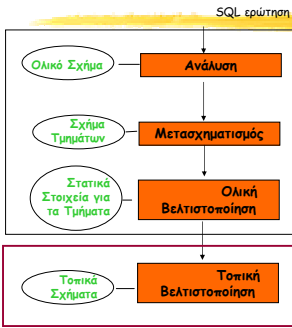 SQL ερώτηση
Ολικό Σχήμα
Ανάλυση
Σχήμα
Τμημάτων
Μετασχηματισμός
Στατικά
Στοιχεία για
τα Τμήματα
Ολική
Βελτιστοποίηση
Τοπικά
Σχήματα
Τοπική
Βελτιστοποίηση